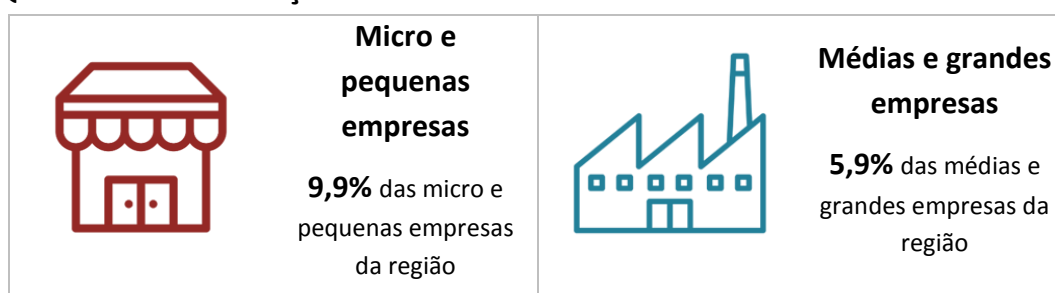 Micro e
pequenas
empresas
9,9% das micro e
pequenas empresas
da região
Médias e grandes
empresas
5,9% das médias e
grandes empresas da
região